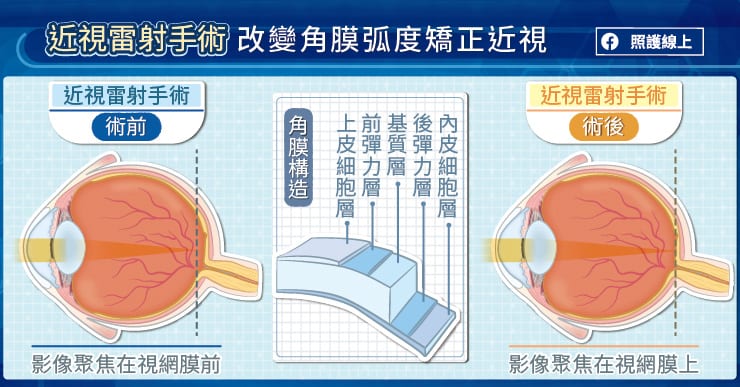 近視雷射手術 改變角膜弧度矯正近視
照護線上
近視雷射手術
術前
影像聚焦在視網膜前
角膜構造
上皮細胞層
前彈力層
基質層
後彈力層
內皮細胞層
近視雷射手術
術後
影像聚焦在視網膜上